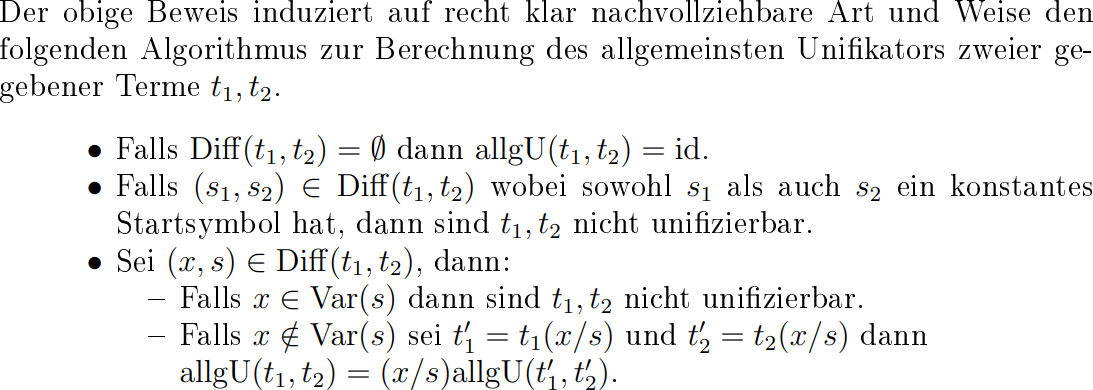 Der obige Beweis induziert auf recht klar nachvollziehbare Art und Weise den
folgenden Algorithmus zur Berechnung des allgemeinsten Unifikators zweier ge-
gebener Terme t₁, t₂.
• Falls Diff(t₁, t₂) = ∅ dann allgU(t₁, t₂) = id.
• Falls (s₁, s₂) ∈ Diff(t₁, t₂) wobei sowohl s₁ als auch s₂ ein konstantes
Startsymbol hat, dann sind t₁, t₂ nicht unifizierbar.
• Sei (x, s) ∈ Diff(t₁, t₂), dann:
– Falls x ∈ Var(s) dann sind t₁, t₂ nicht unifizierbar.
– Falls x ∉ Var(s) sei t′₁ = t₁(x/s) und t′₂ = t₂(x/s) dann
allgU(t₁, t₂) = (x/s)allgU(t′₁, t′₂).